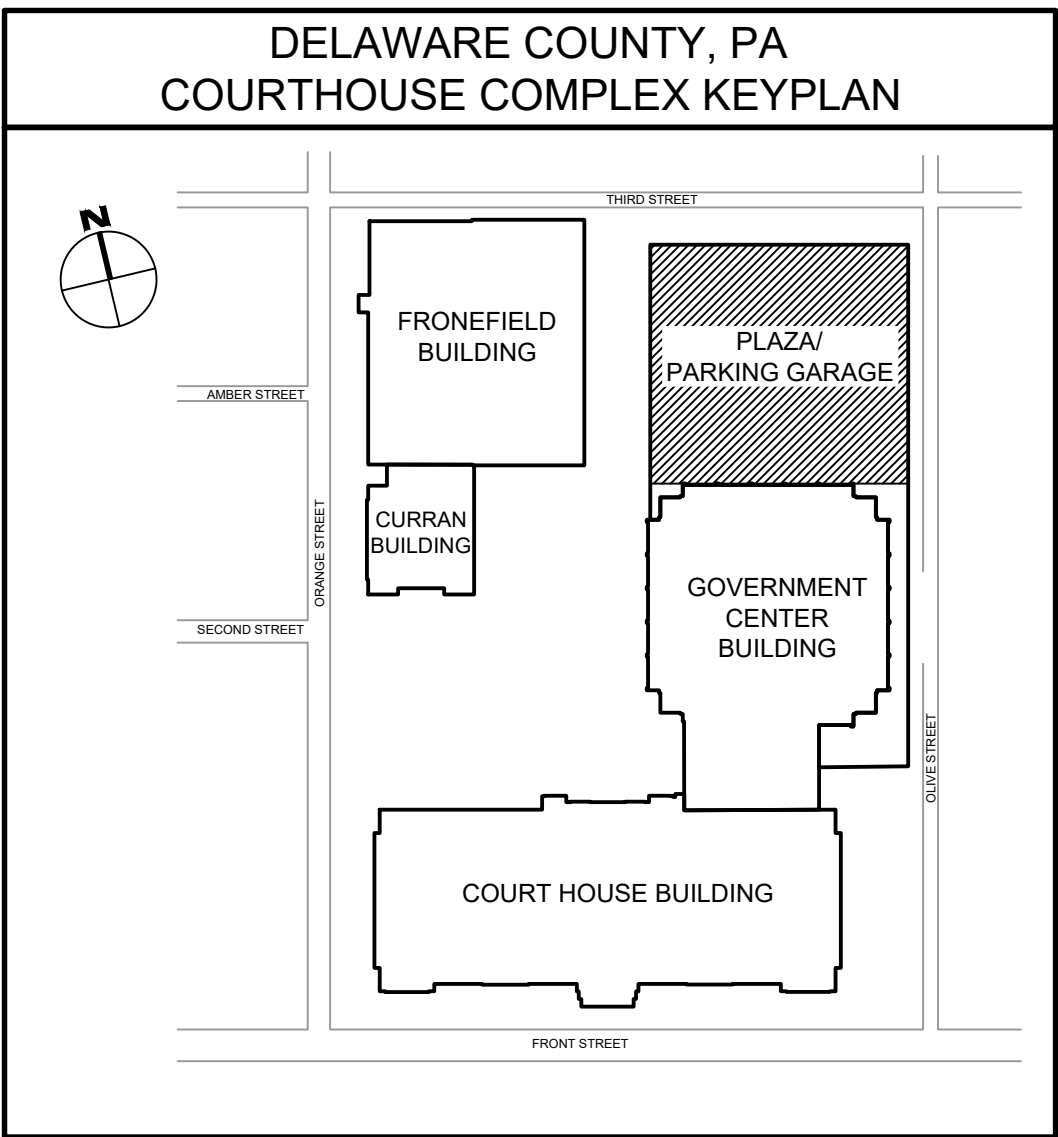 DELAWARE COUNTY, PA
COURTHOUSE COMPLEX KEYPLAN
THIRD STREET
N
FRONEFIELD
BUILDING
PLAZA/
PARKING GARAGE
AMBER STREET
ORANGE STREET
CURRAN
BUILDING
GOVERNMENT
CENTER
BUILDING
SECOND STREET
OLIVE STREET
COURT HOUSE BUILDING
FRONT STREET